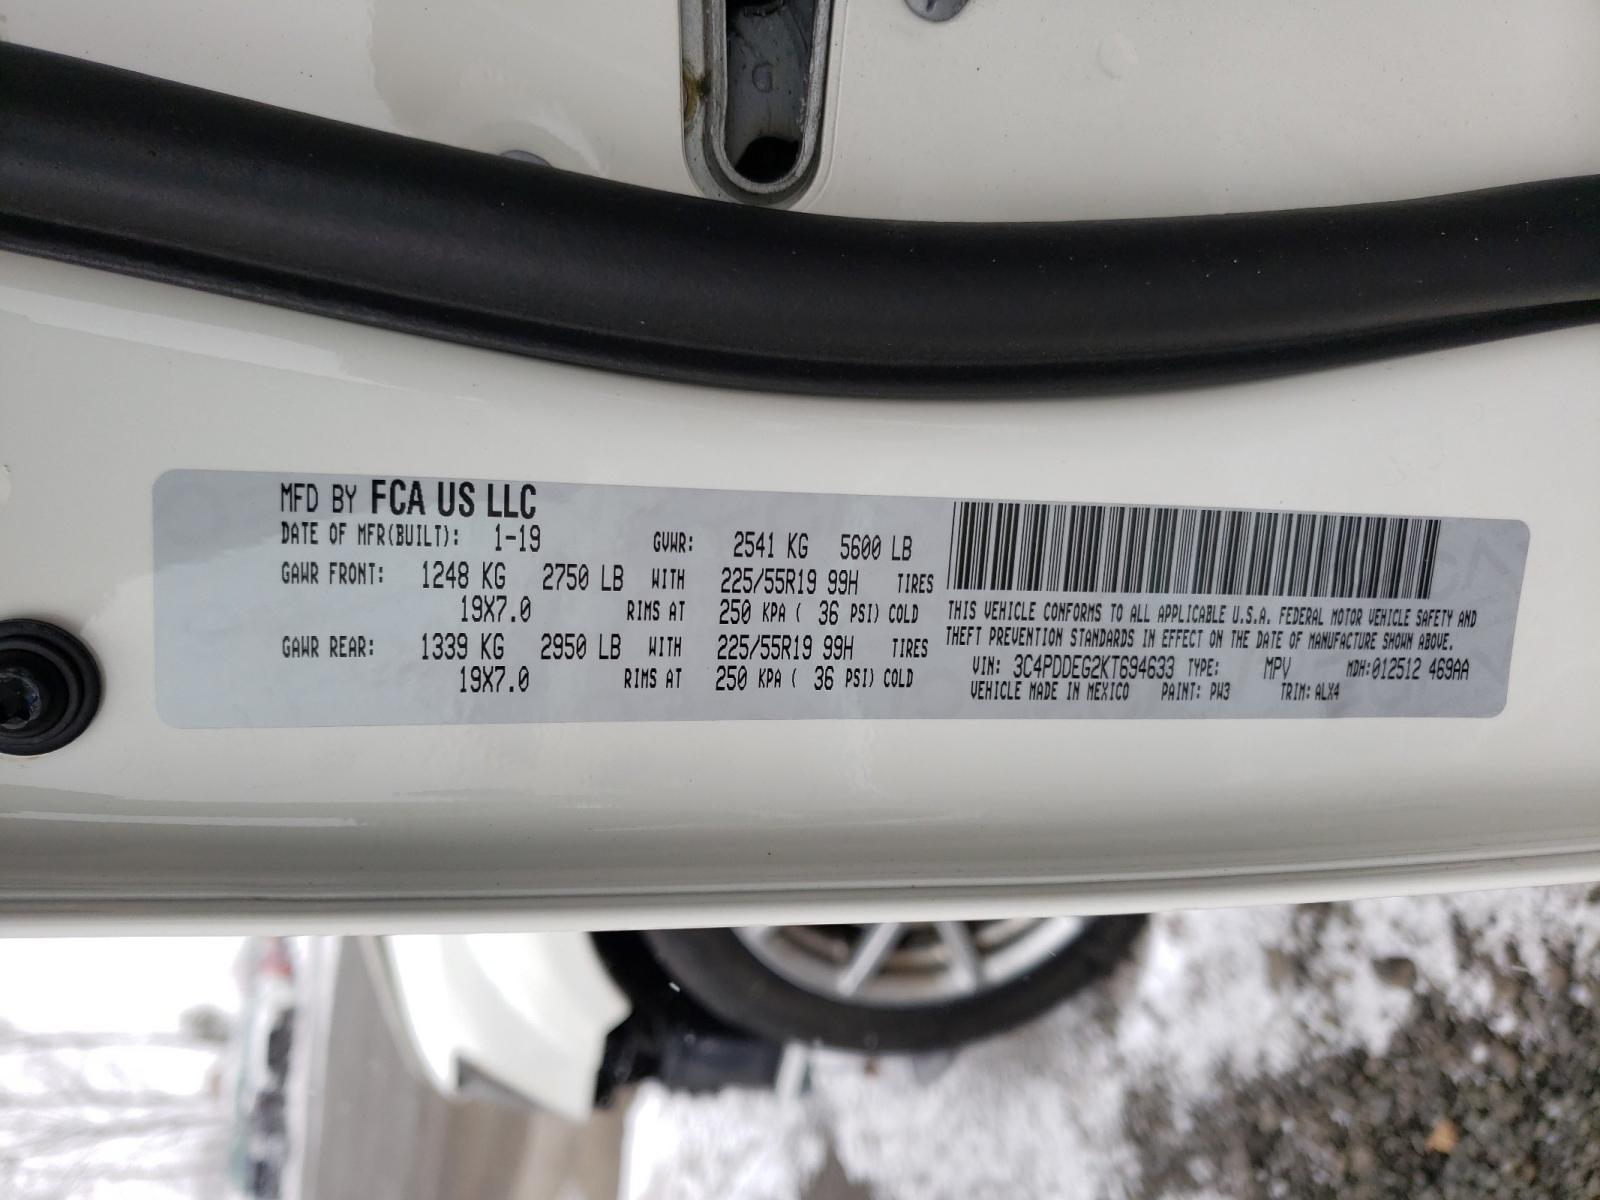 MFD BY FCA US LLC
DATE OF MFR(BUILT): 1-19 GVWR: 2541 KG 5600 LB
GAWR FRONT: 1248 KG 2750 LB WITH 225/55R19 99H TIRES
19X7.0 RIMS AT 250 KPA ( 36 PSI) COLD
GAWR REAR: 1339 KG 2950 LB WITH 225/55R19 99H TIRES
19X7.0 RIMS AT 250 KPA ( 36 PSI) COLD
THIS VEHICLE CONFORMS TO ALL APPLICABLE U.S.A. FEDERAL MOTOR VEHICLE SAFETY AND
THEFT PREVENTION STANDARDS IN EFFECT ON THE DATE OF MANUFACTURE SHOWN ABOVE.
VIN: 3C4PDDEG2KT694633 TYPE: MPV MDH:012512 469AA
VEHICLE MADE IN MEXICO PAINT: PW3 TRIM: ALX4